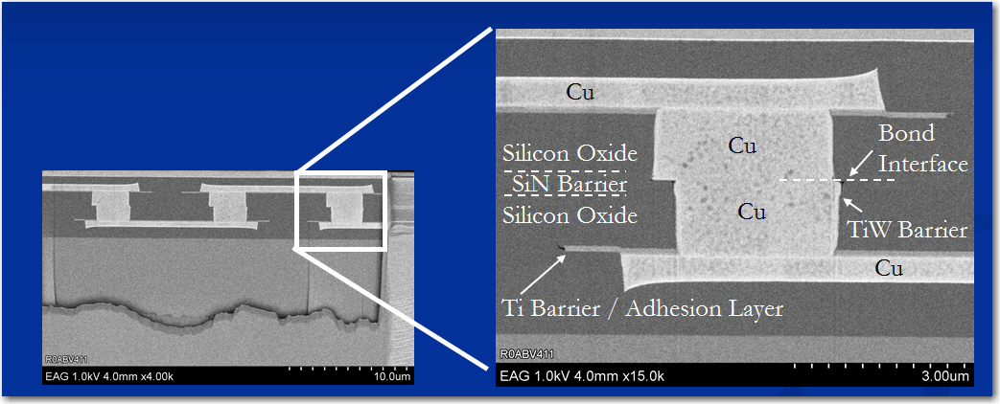 R0ABV411
EAG 1.0kV 4.0mm x4.00k
10.0um
Cu
Cu
Bond
Interface
Silicon Oxide
SiN Barrier
Silicon Oxide
Cu
TiW Barrier
Cu
Ti Barrier / Adhesion Layer
R0ABV411
EAG 1.0kV 4.0mm x15.0k
3.00um